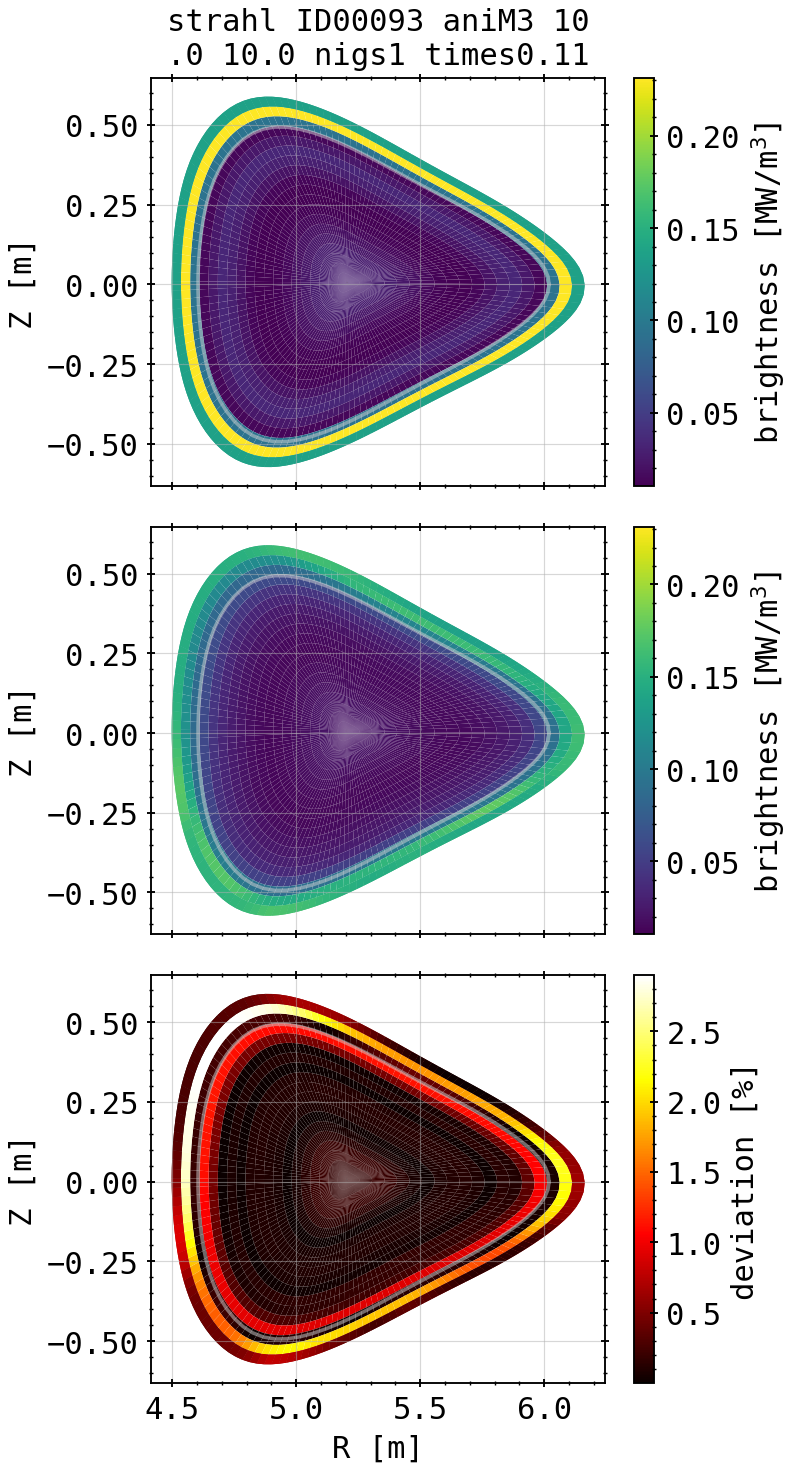 strahl ID00093 aniM3 10
.0 10.0 nigs1 times0.11
0.50
0.25
0.00
−0.25
−0.50
Z [m]
0.20
0.15
0.10
0.05
brightness [MW/m³]
0.50
0.25
0.00
−0.25
−0.50
Z [m]
0.20
0.15
0.10
0.05
brightness [MW/m³]
0.50
0.25
0.00
−0.25
−0.50
Z [m]
2.5
2.0
1.5
1.0
0.5
deviation [%]
4.5 5.0 5.5 6.0
R [m]